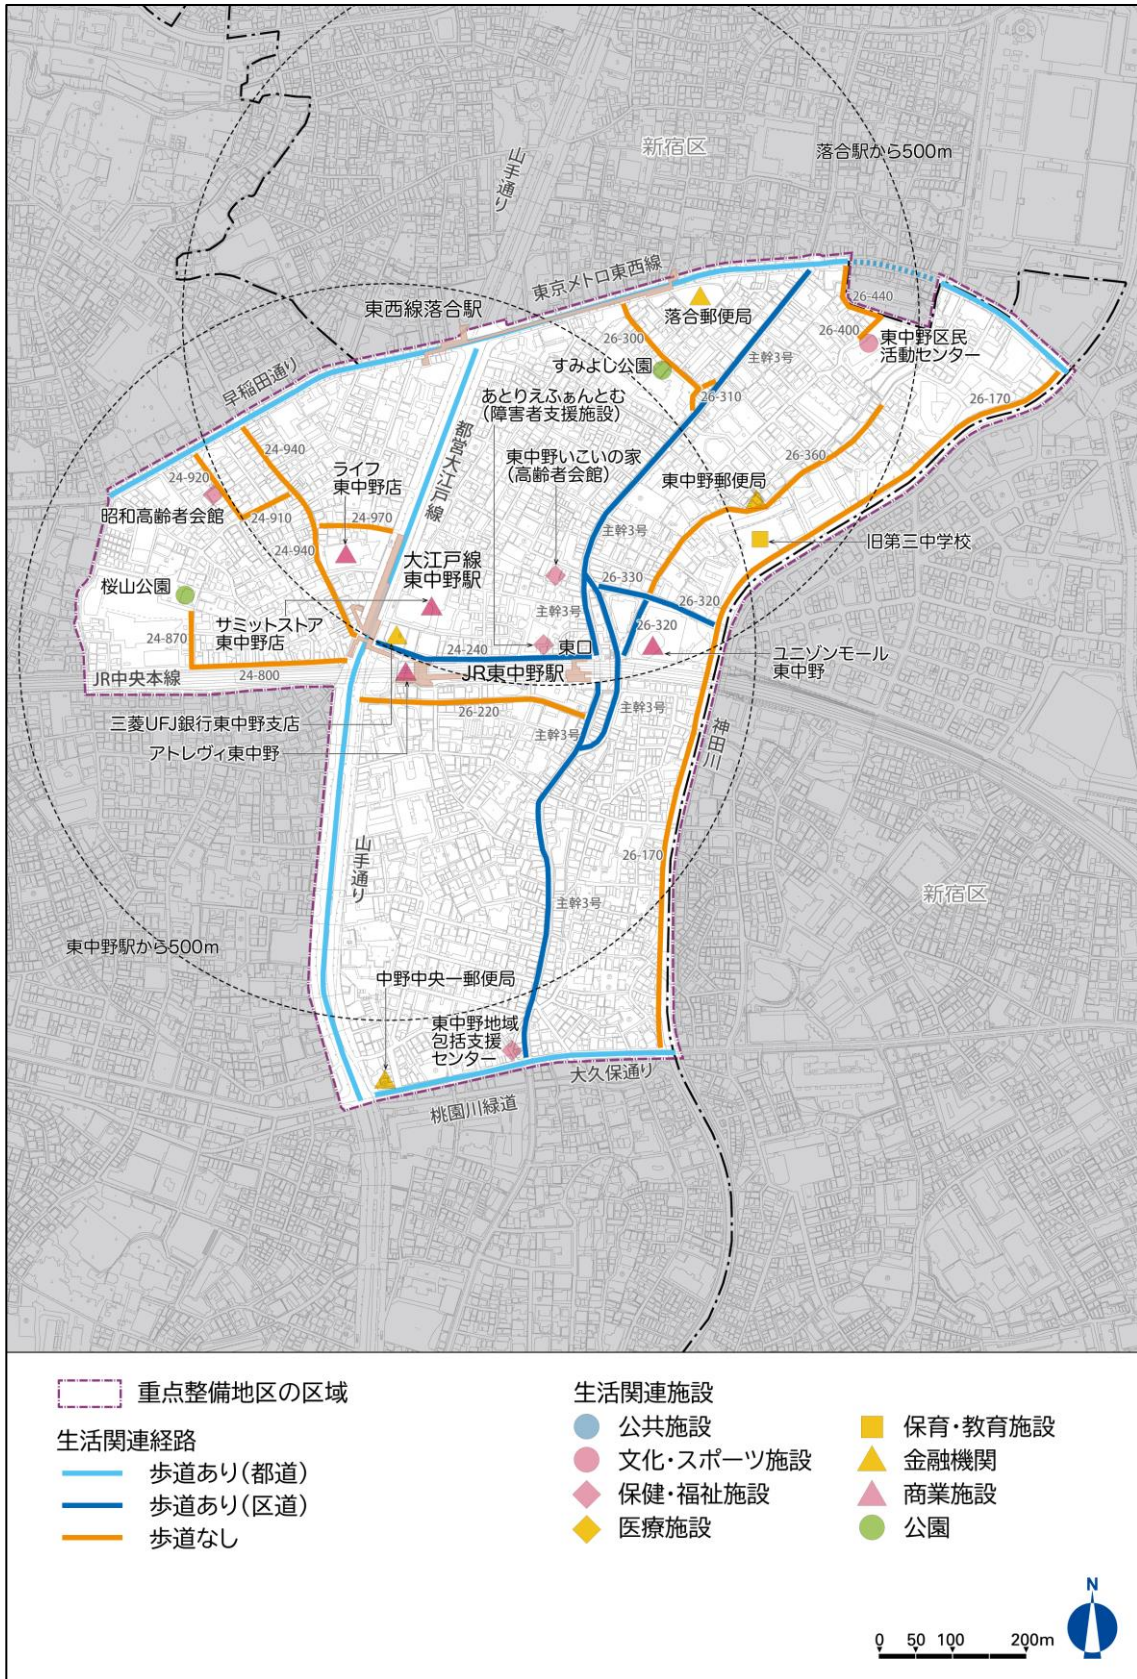 新宿区
落合駅から500m
山手通り
東京メトロ東西線
東西線落合駅
落合郵便局
26-440
26-400
東中野区民
活動センター
26-300
主幹3号
すみよし公園
26-310
早稲田通り
あとりえふぁんとむ
(障害者支援施設)
26-170
都営大江戸線
東中野いこいの家
(高齢者会館)
26-360
東中野郵便局
24-940
24-920
ライフ
東中野店
昭和高齢者会館
24-910
24-970
24-940
主幹3号
旧第三中学校
大江戸線
東中野駅
26-330
桜山公園
主幹3号
26-320
サミットストア
東中野店
26-320
24-870
24-240
東口
ユニゾンモール
東中野
JR中央本線
24-800
JR東中野駅
三菱UFJ銀行東中野支店
26-220
主幹3号
主幹3号
神田川
アトレヴィ東中野
山手通り
26-170
新宿区
主幹3号
東中野駅から500m
中野中央一郵便局
東中野地域
包括支援
センター
大久保通り
桃園川緑道
重点整備地区の区域
生活関連経路
歩道あり(都道)
歩道あり(区道)
歩道なし
生活関連施設
公共施設
文化・スポーツ施設
保健・福祉施設
医療施設
保育・教育施設
金融機関
商業施設
公園
N
0 50 100 200m